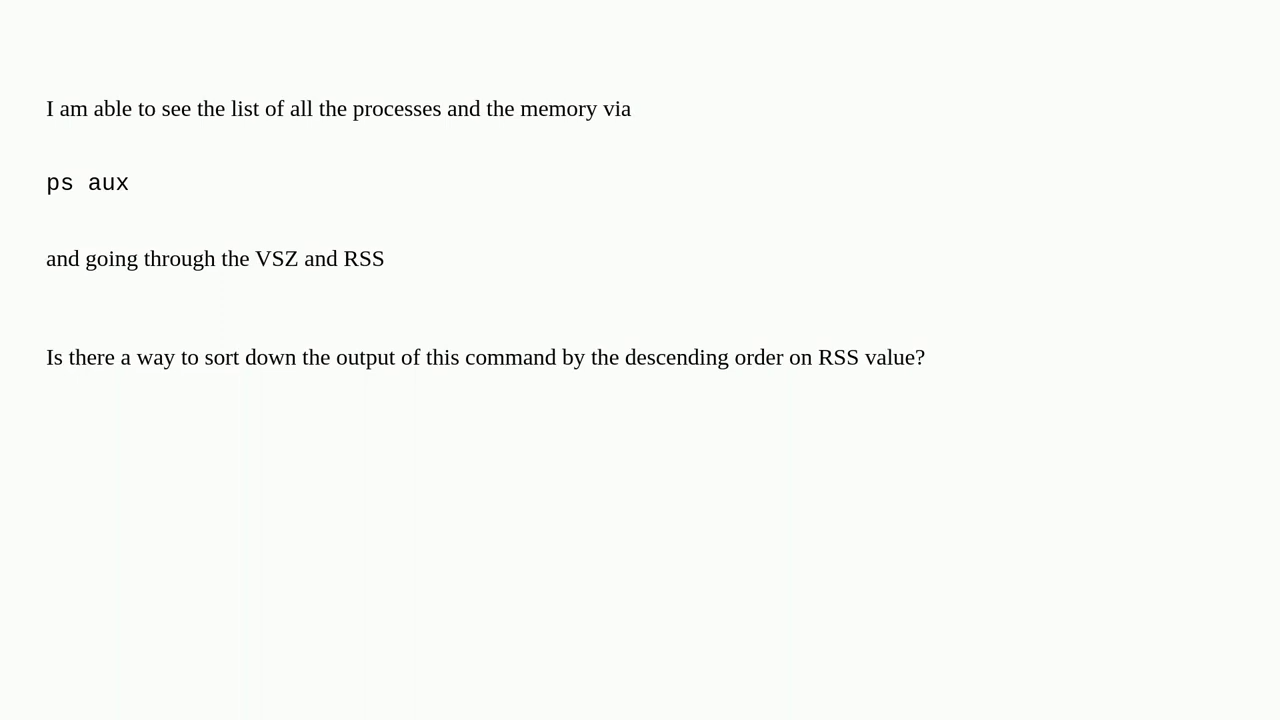 I am able to see the list of all the processes and the memory via
ps aux
and going through the VSZ and RSS
Is there a way to sort down the output of this command by the descending order on RSS value?